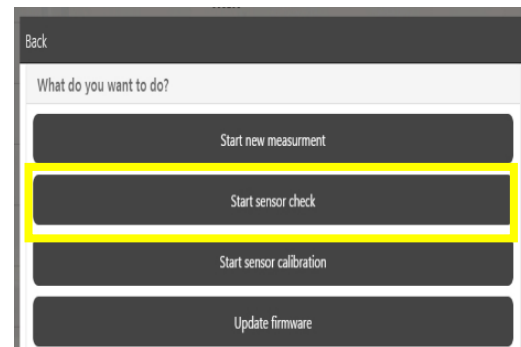 Back
What do you want to do?
Start new measurment
Start sensor check
Start sensor calibration
Update firmware